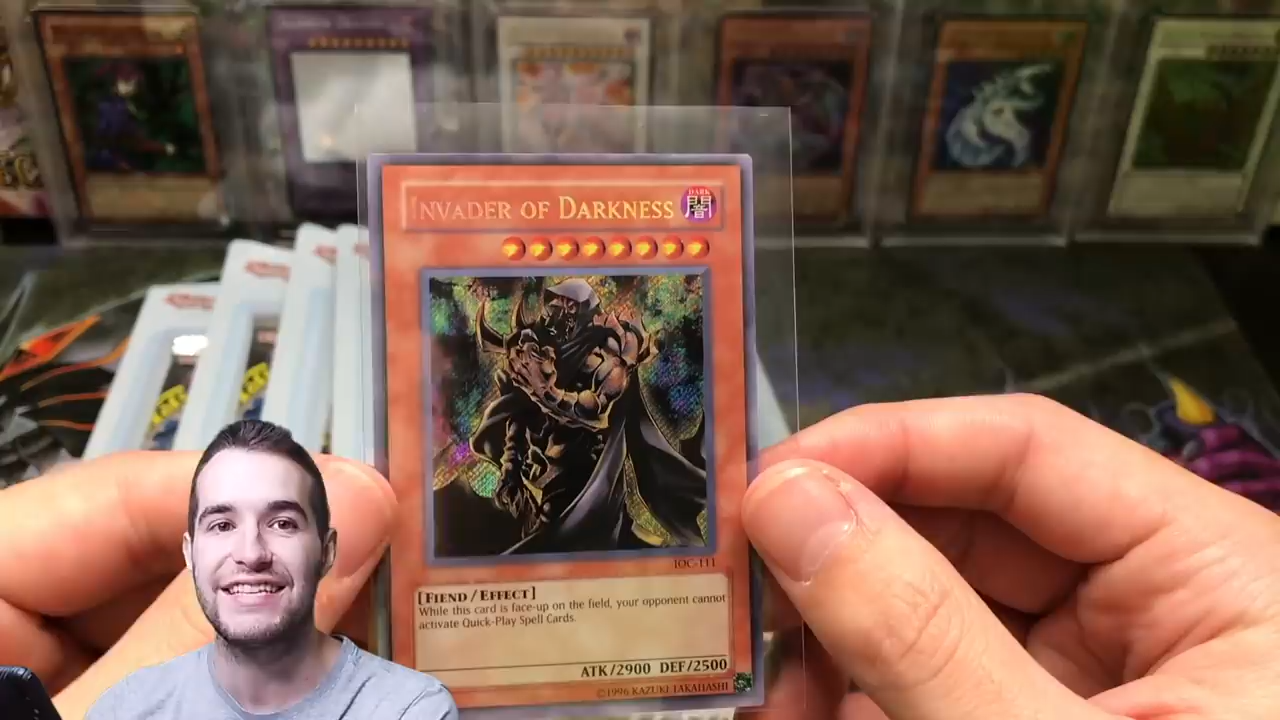 INVADER OF DARKNESS
DARK
闇
IOC-111
[FIEND/EFFECT]
While this card is face-up on the field, your opponent cannot
activate Quick-Play Spell Cards.
ATK/2900 DEF/2500
©1996 KAZUKI TAKAHASHI